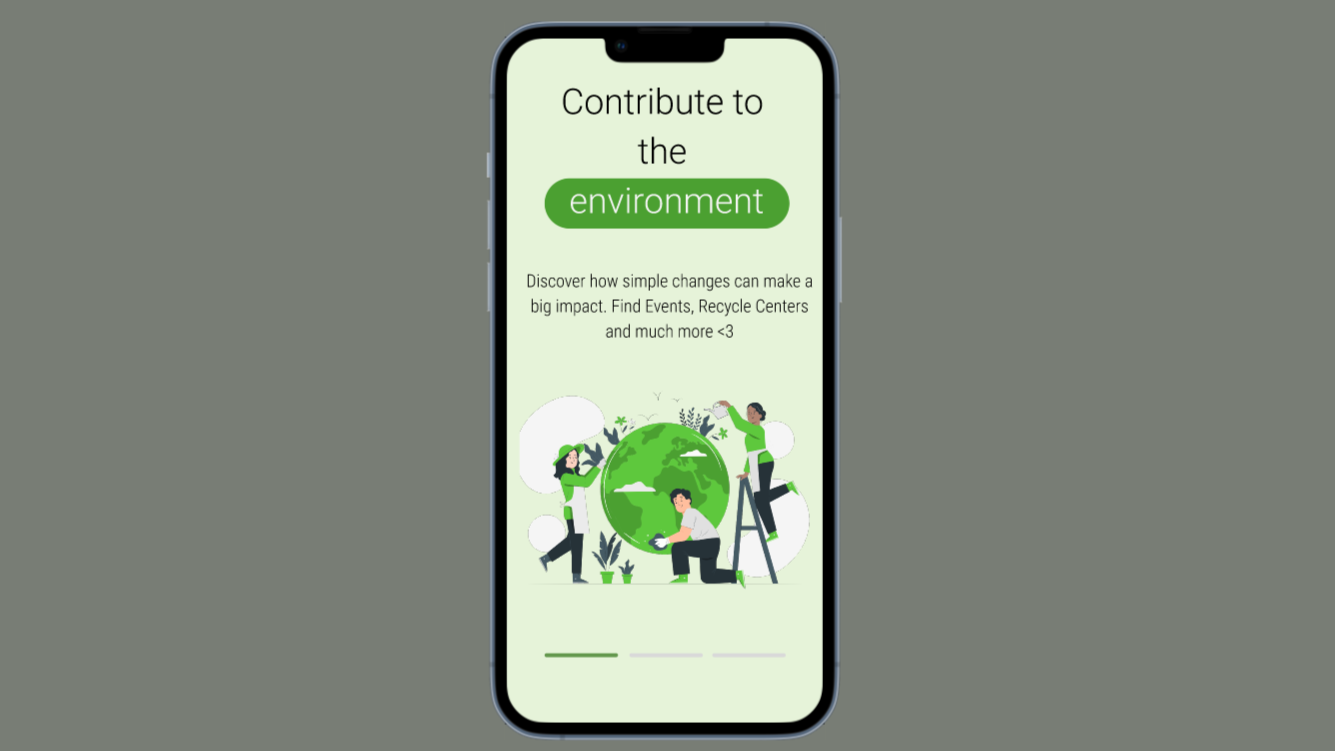 Contribute to
the
environment
Discover how simple changes can make a
big impact. Find Events, Recycle Centers
and much more <3